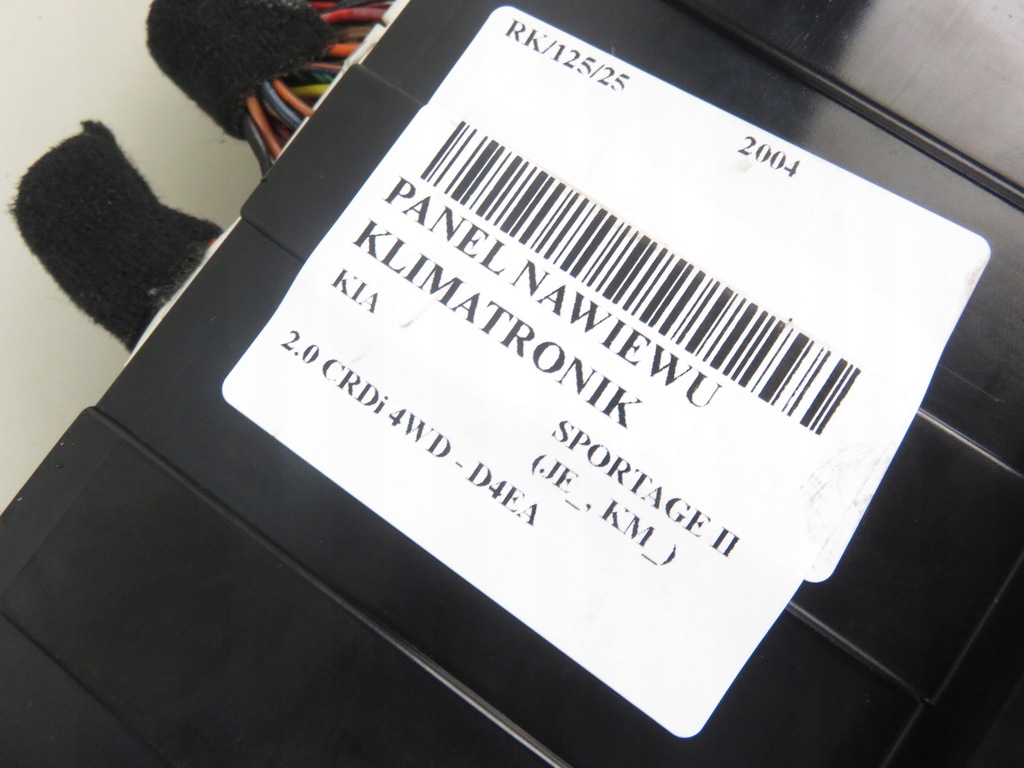 RK/125/25
2004
PANEL NAWIEWU
KLIMATRONIK
KIA
SPORTAGE II
(JE_, KM_)
2.0 CRDi 4WD - D4EA